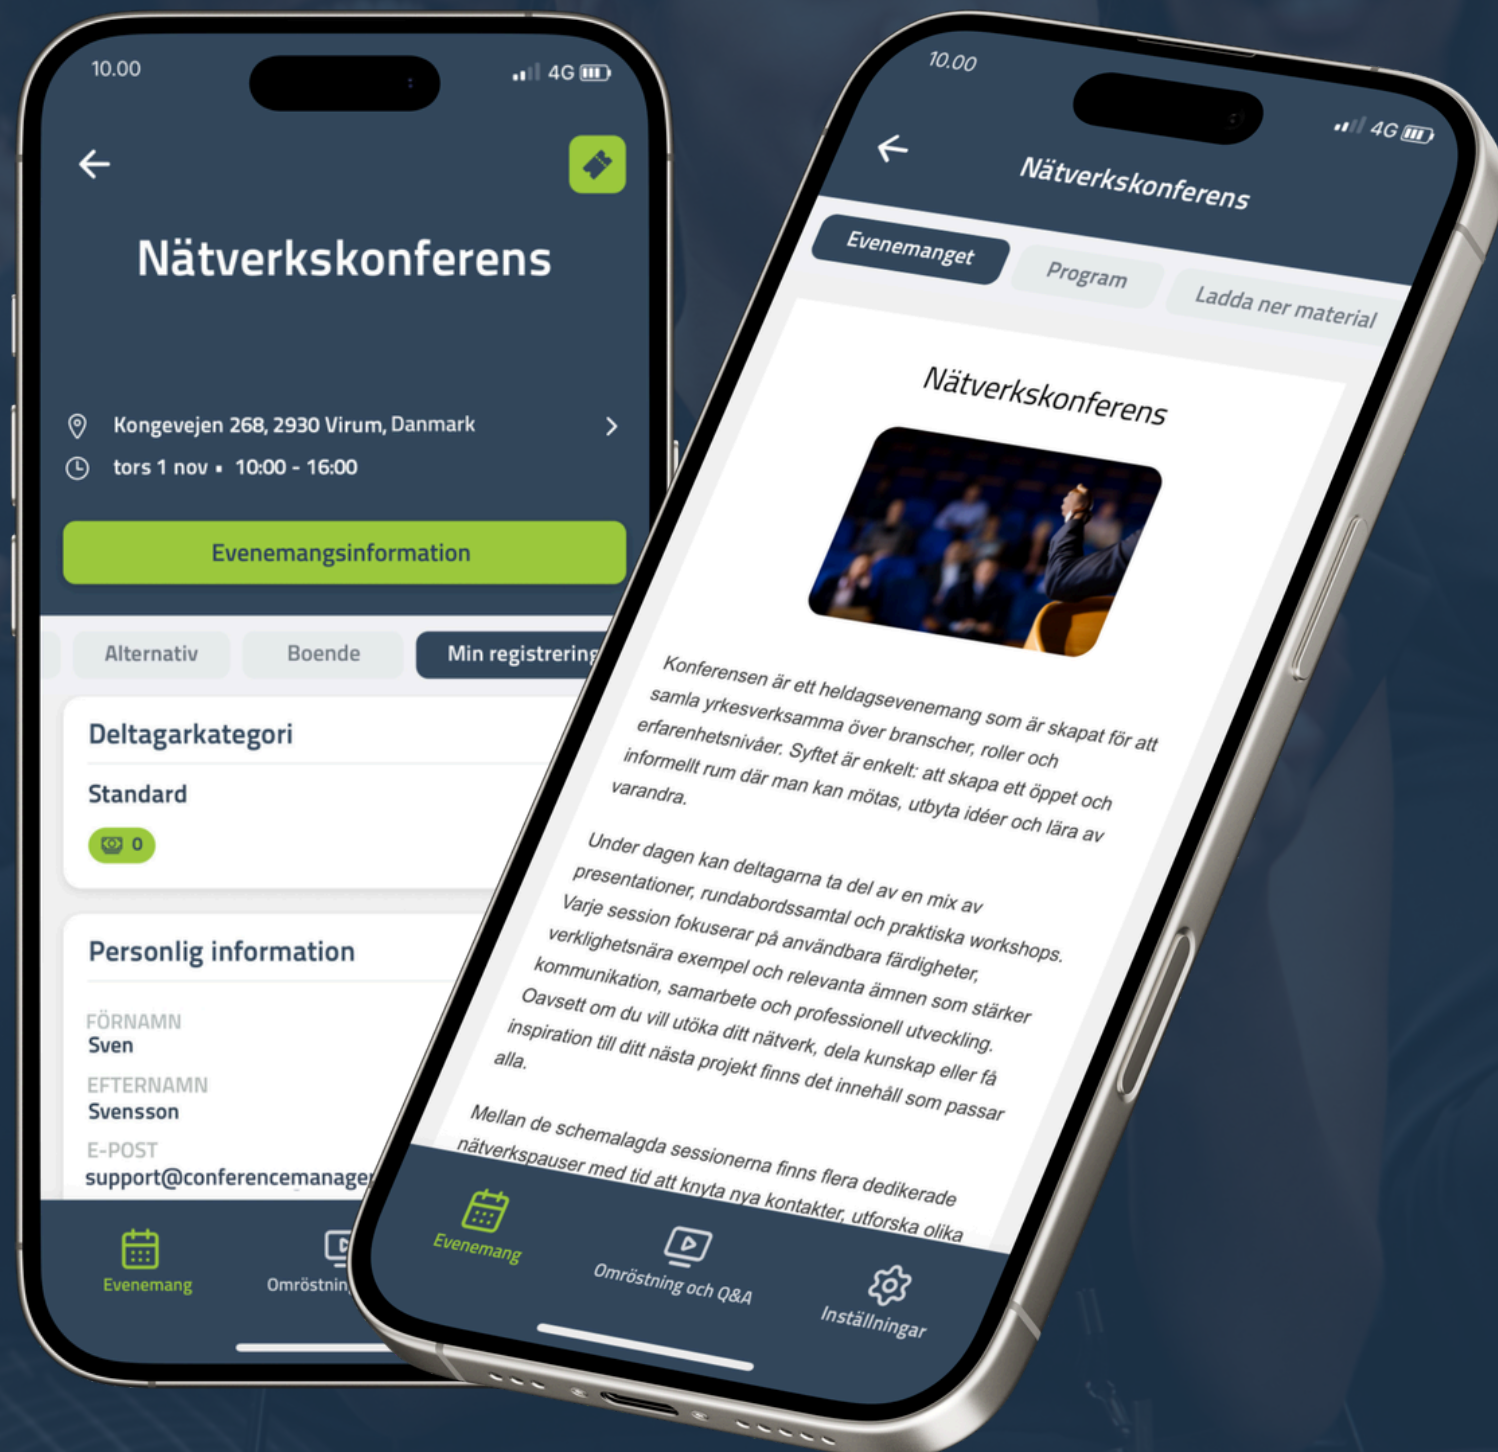 10.00
4G
Nätverkskonferens
Kongevejen 268, 2930 Virum, Danmark
tors 1 nov • 10:00 - 16:00
Evenemangsinformation
Alternativ
Boende
Min registrering
Deltagarkategori
Standard
0
Personlig information
FÖRNAMN
Sven
EFTERNAMN
Svensson
E-POST
support@conferencemanager
Evenemang
Omröstnin
10.00
4G
Nätverkskonferens
Evenemanget
Program
Ladda ner material
Nätverkskonferens
Konferensen är ett heldagsevenemang som är skapat för att
samla yrkesverksamma över branscher, roller och
erfarenhetsnivåer. Syftet är enkelt: att skapa ett öppet och
informellt rum där man kan mötas, utbyta idéer och lära av
varandra.
Under dagen kan deltagarna ta del av en mix av
presentationer, rundabordssamtal och praktiska workshops.
Varje session fokuserar på användbara färdigheter,
verklighetsnära exempel och relevanta ämnen som stärker
kommunikation, samarbete och professionell utveckling.
Oavsett om du vill utöka ditt nätverk, dela kunskap eller få
inspiration till ditt nästa projekt finns det innehåll som passar
alla.
Mellan de schemalagda sessionerna finns flera dedikerade
nätverkspauser med tid att knyta nya kontakter, utforska olika
Evenemang
Omröstning och Q&A
Inställningar